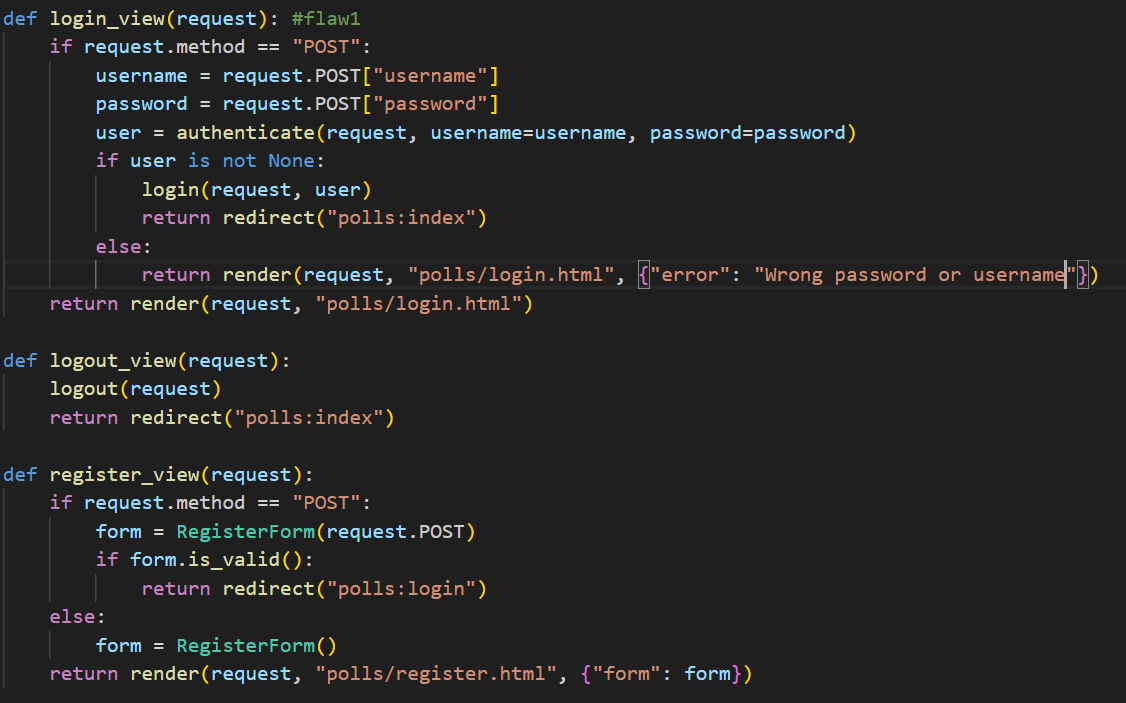 def login_view(request): #flaw1
    if request.method == "POST":
        username = request.POST["username"]
        password = request.POST["password"]
        user = authenticate(request, username=username, password=password)
        if user is not None:
            login(request, user)
            return redirect("polls:index")
        else:
            return render(request, "polls/login.html", {"error": "Wrong password or username"})
    return render(request, "polls/login.html")

def logout_view(request):
    logout(request)
    return redirect("polls:index")

def register_view(request):
    if request.method == "POST":
        form = RegisterForm(request.POST)
        if form.is_valid():
            return redirect("polls:login")
    else:
        form = RegisterForm()
    return render(request, "polls/register.html", {"form": form})